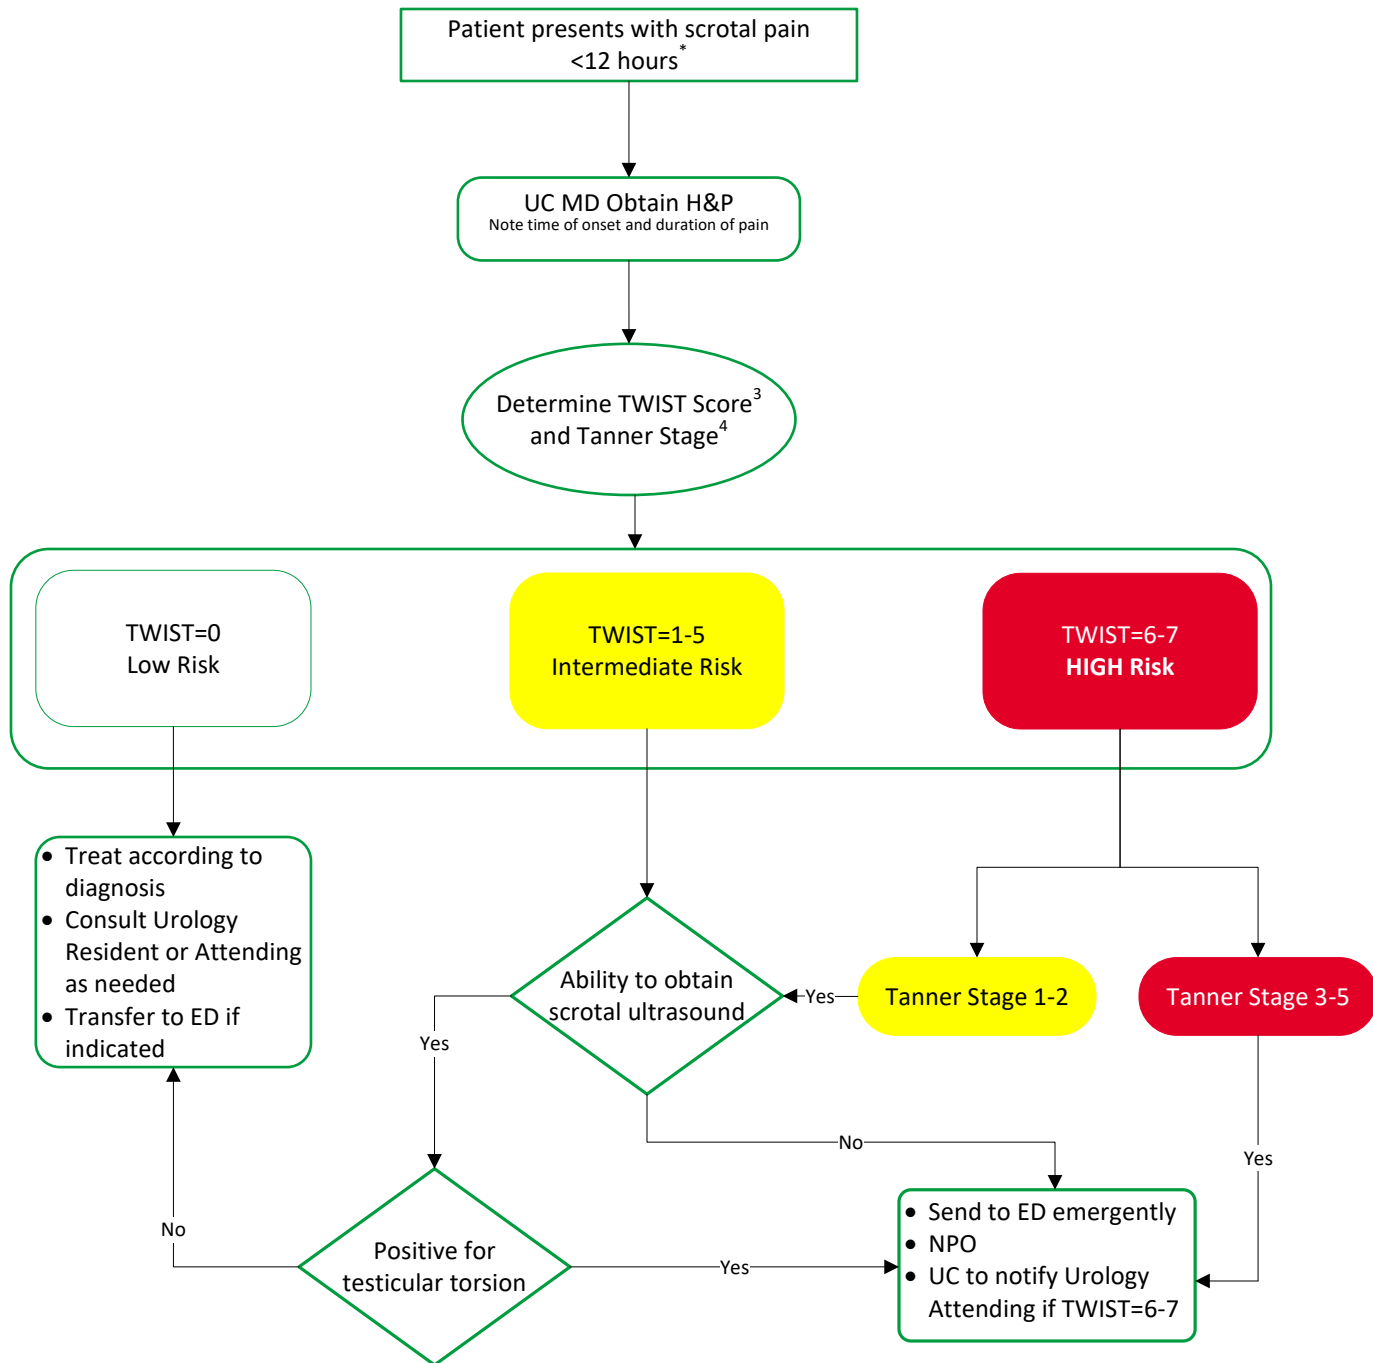 Patient presents with scrotal pain
<12 hours*
UC MD Obtain H&P
Note time of onset and duration of pain
Determine TWIST Score3
and Tanner Stage4
TWIST=0
Low Risk
TWIST=1-5
Intermediate Risk
TWIST=6-7
HIGH Risk
• Treat according to
diagnosis
• Consult Urology
Resident or Attending
as needed
• Transfer to ED if
indicated
Ability to obtain
scrotal ultrasound
Yes
Tanner Stage 1-2
Tanner Stage 3-5
Yes
No
Yes
No
Positive for
testicular torsion
Yes
• Send to ED emergently
• NPO
• UC to notify Urology
Attending if TWIST=6-7